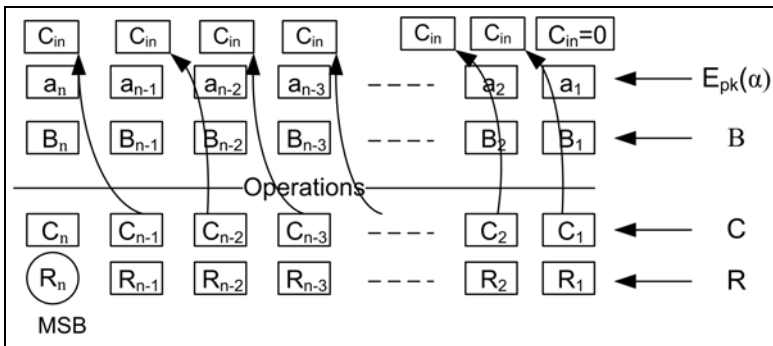 C_in C_in C_in C_in C_in C_in C_in=0
a_n a_n-1 a_n-2 a_n-3 a_2 a_1 E_pk(α)
B_n B_n-1 B_n-2 B_n-3 B_2 B_1 B
Operations
C_n C_n-1 C_n-2 C_n-3 C_2 C_1 C
R_n R_n-1 R_n-2 R_n-3 R_2 R_1 R
MSB